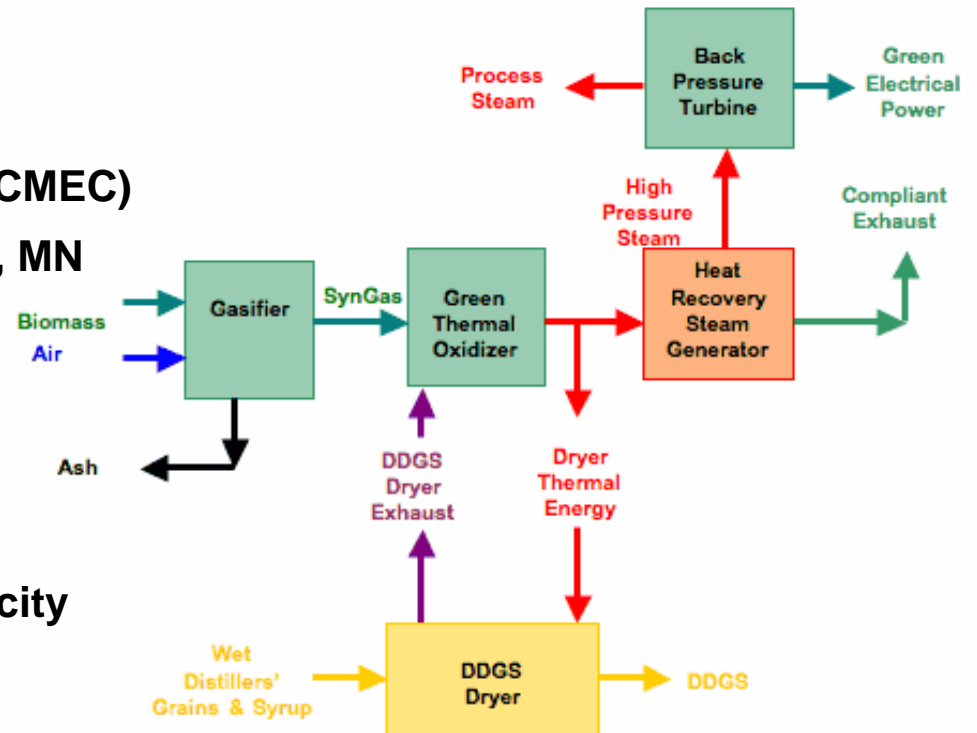 CMEC)
, MN
city
Process
Steam
Back
Pressure
Turbine
Green
Electrical
Power
High
Pressure
Steam
Compliant
Exhaust
Biomass
Air
Gasifier
SynGas
Green
Thermal
Oxidizer
Heat
Recovery
Steam
Generator
Ash
DDGS
Dryer
Exhaust
Dryer
Thermal
Energy
Wet
Distillers'
Grains & Syrup
DDGS
Dryer
DDGS